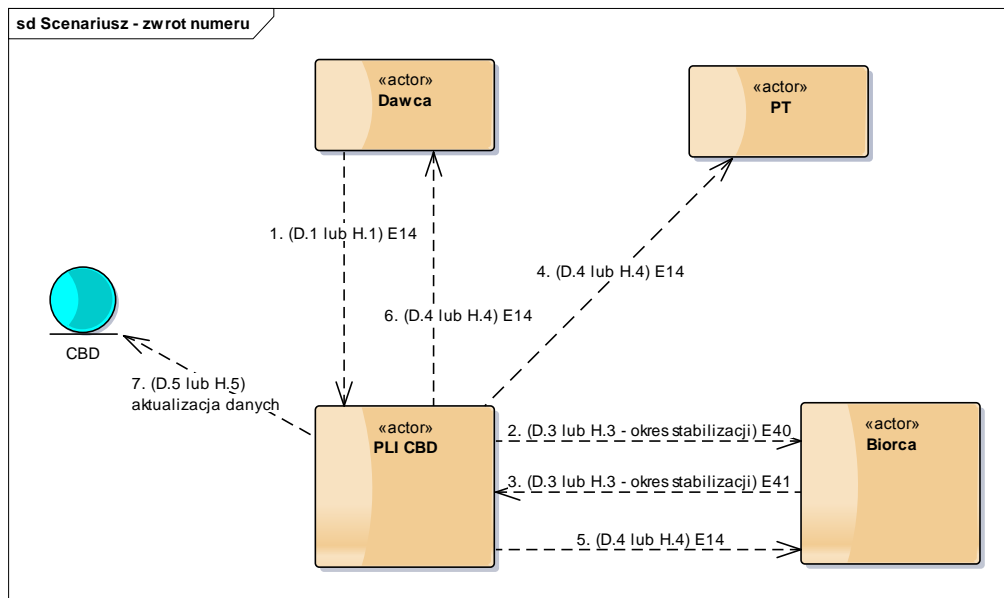 sd Scenariusz - zwrot numeru
«actor»
Dawca
«actor»
PT
1. (D.1 lub H.1) E14
4. (D.4 lub H.4) E14
6. (D.4 lub H.4) E14
CBD
7. (D.5 lub H.5)
aktualizacja danych
«actor»
PLI CBD
2. (D.3 lub H.3 - okres stabilizacji) E40
3. (D.3 lub H.3 - okres stabilizacji) E41
5. (D.4 lub H.4) E14
«actor»
Biorca